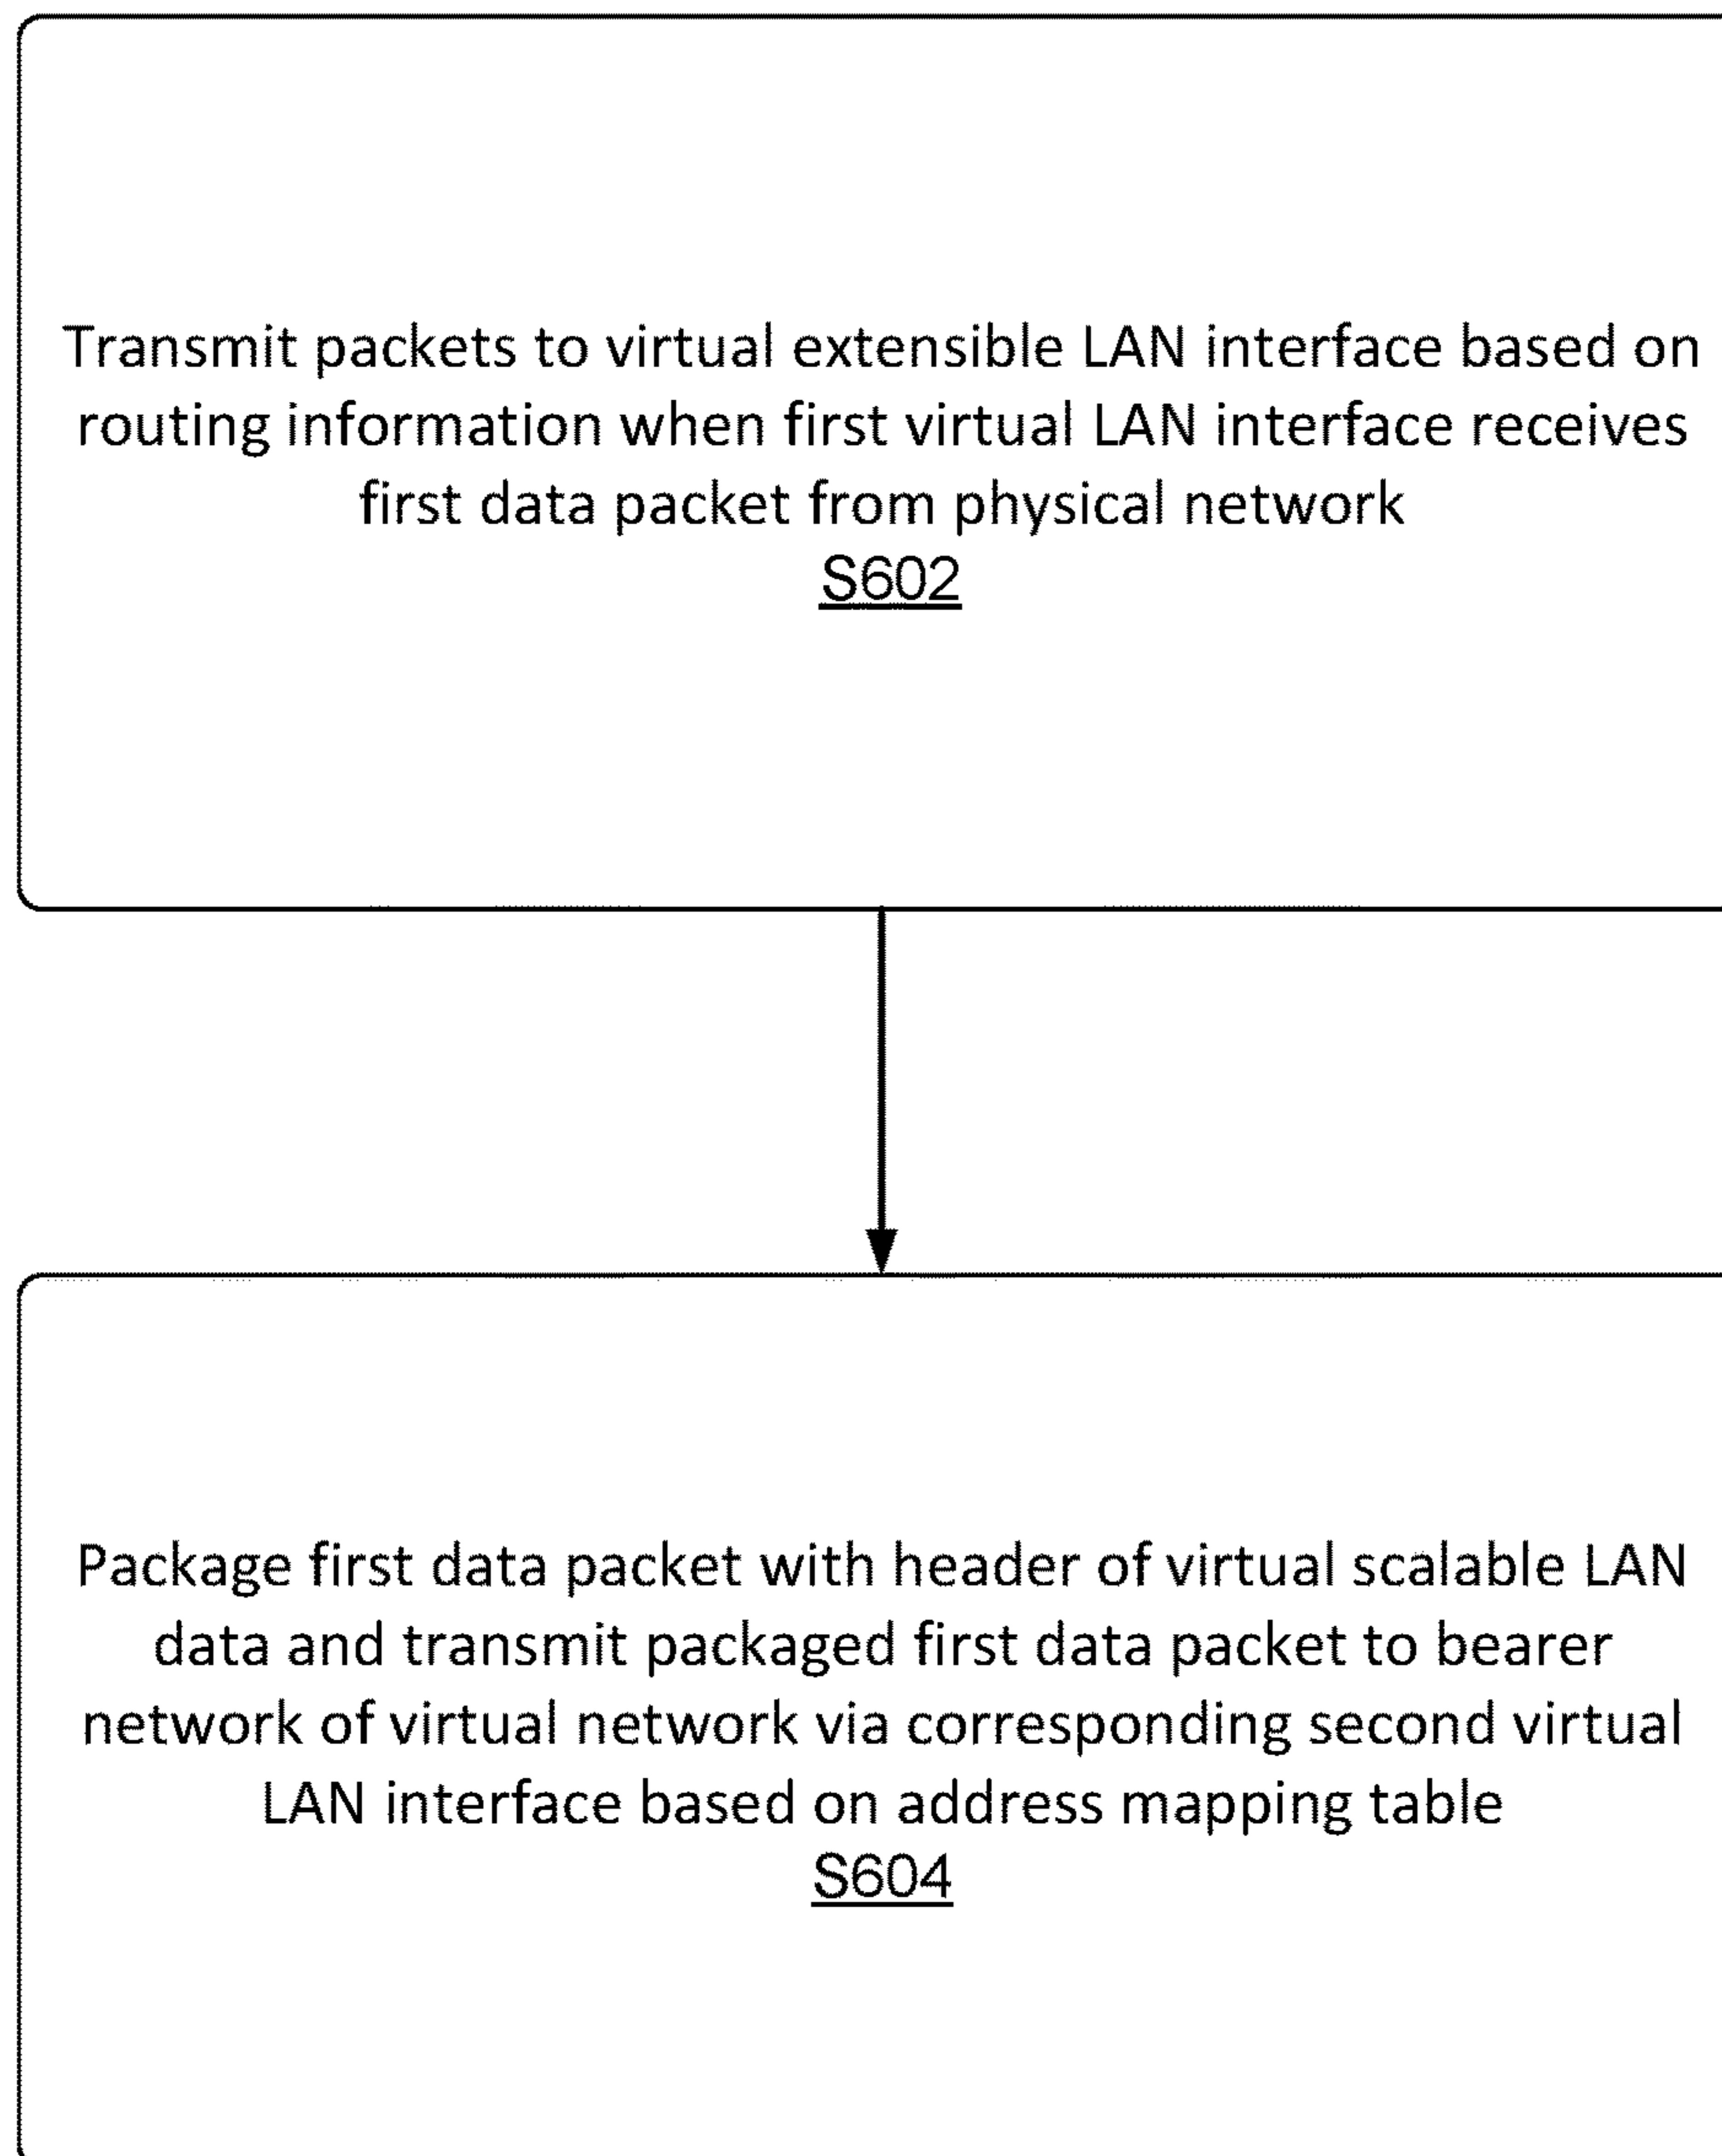 Transmit packets to virtual extensible LAN interface based on
routing information when first virtual LAN interface receives
first data packet from physical network
S602
Package first data packet with header of virtual scalable LAN
data and transmit packaged first data packet to bearer
network of virtual network via corresponding second virtual
LAN interface based on address mapping table
S604